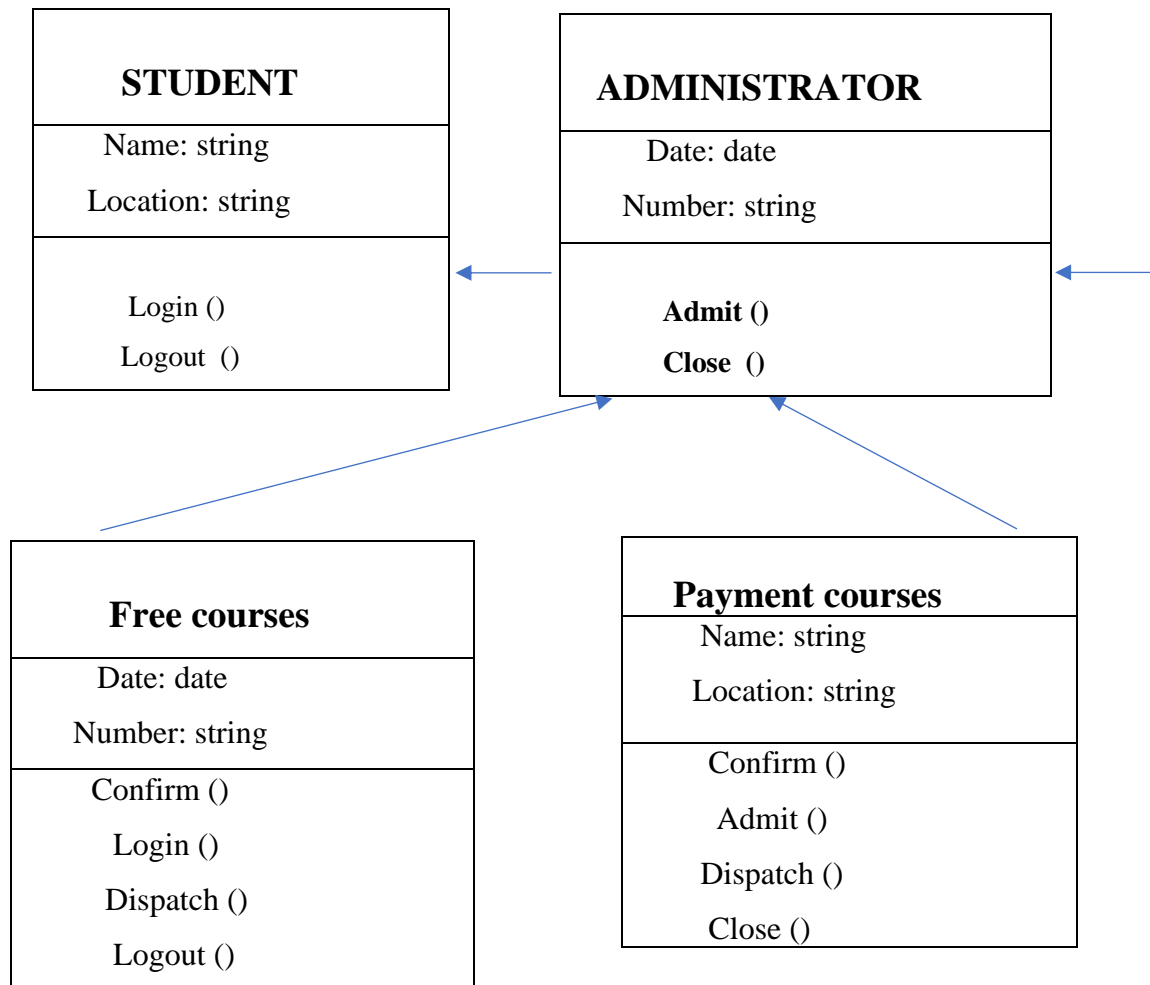 STUDENT
Name: string
Location: string
Login ()
Logout  ()
ADMINISTRATOR
Date: date
Number: string
Admit ()
Close  ()
Free courses
Date: date
Number: string
Confirm ()
Login ()
Dispatch ()
Logout ()
Payment courses
Name: string
Location: string
Confirm ()
Admit ()
Dispatch ()
Close ()